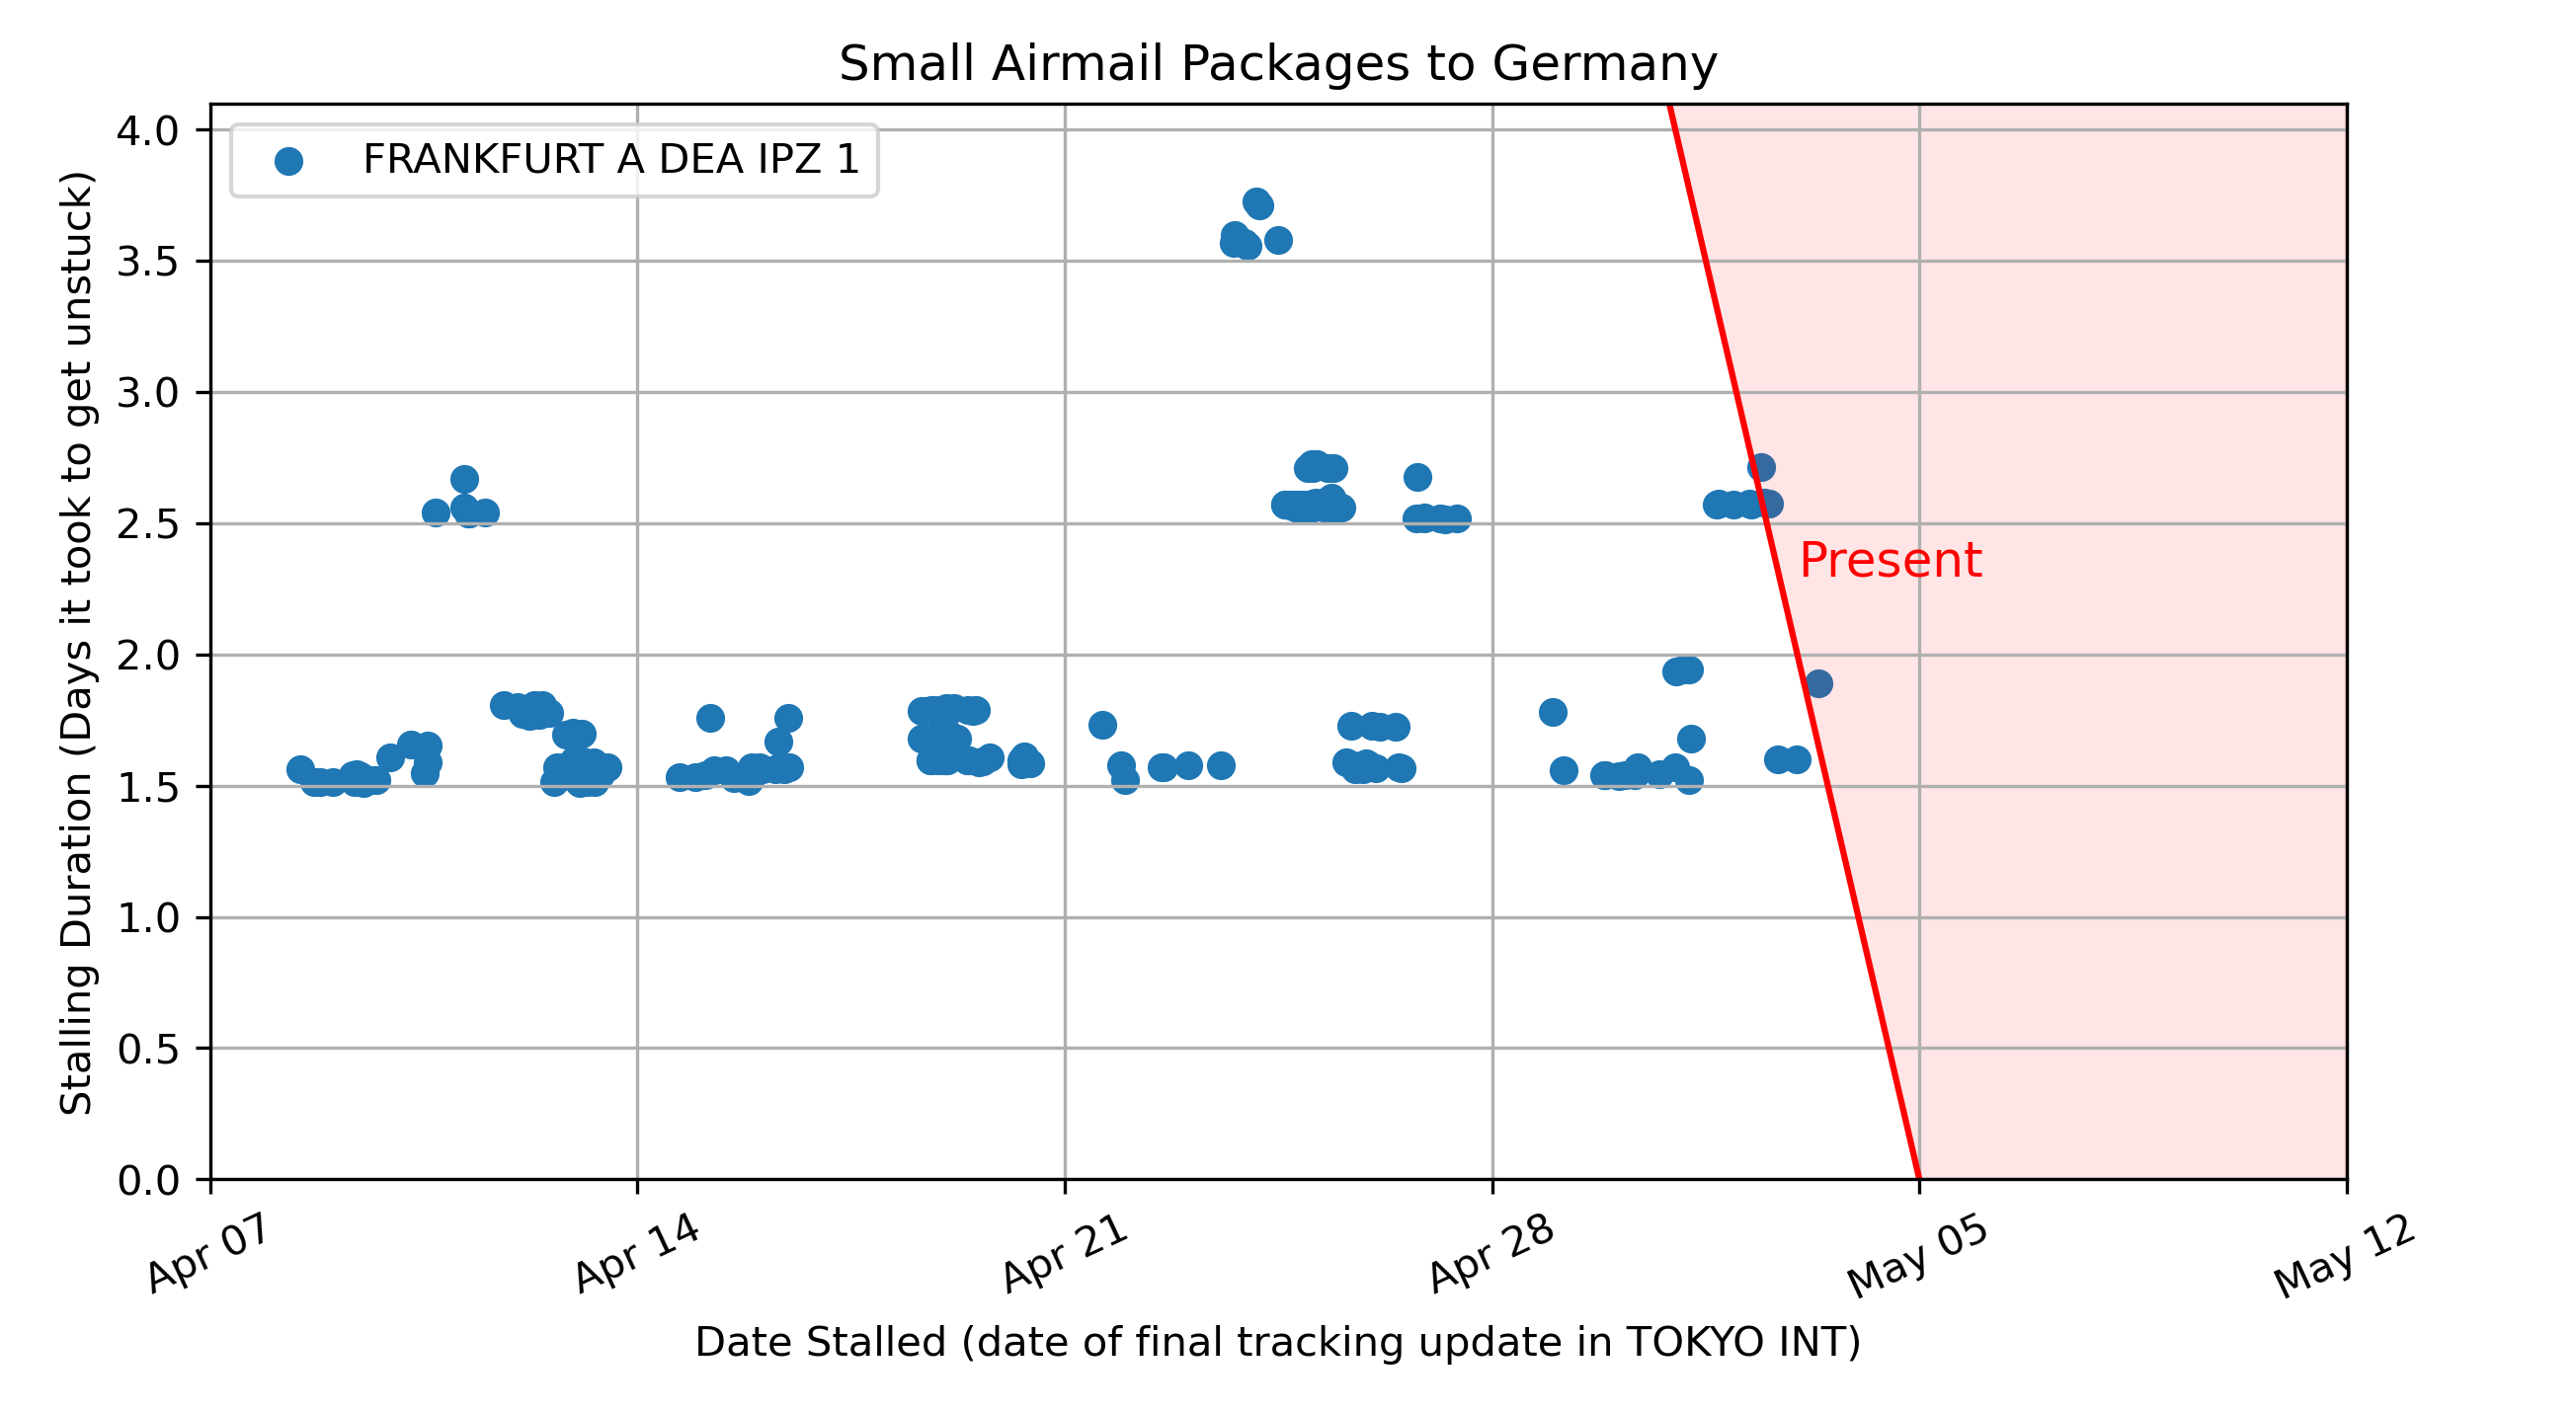 Small Airmail Packages to Germany
FRANKFURT A DEA IPZ 1
Stalling Duration (Days it took to get unstuck)
4.0
3.5
3.0
2.5
2.0
1.5
1.0
0.5
0.0
Present
Apr 07
Apr 14
Apr 21
Apr 28
May 05
May 12
Date Stalled (date of final tracking update in TOKYO INT)